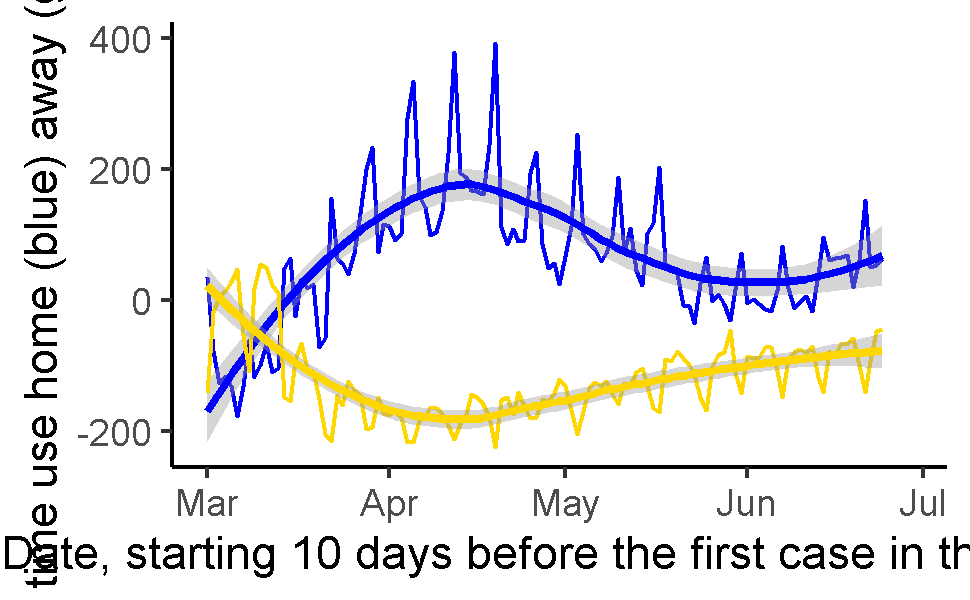 time use home (blue) away (g
400
200
0
-200
Mar Apr May Jun Jul
Date, starting 10 days before the first case in th